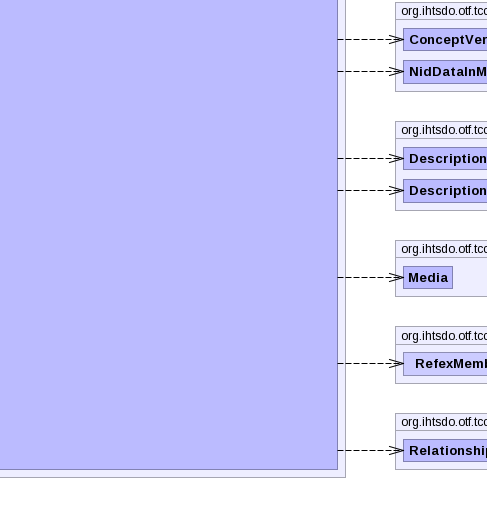 org.ihtsdo.otf.tcc
ConceptVer
NidDataInM
org.ihtsdo.otf.tcc
Description
Description
org.ihtsdo.otf.tcc
Media
org.ihtsdo.otf.tcc
RefexMemb
org.ihtsdo.otf.tcc
Relationship